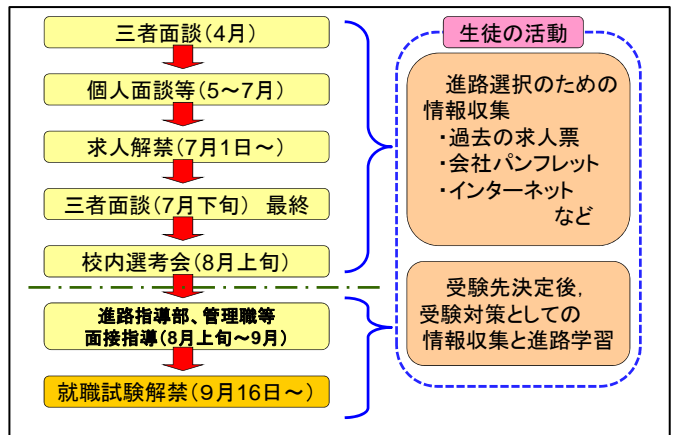 三者面談(4月)
個人面談等(5～7月)
求人解禁(7月1日～)
三者面談(7月下旬)　最終
校内選考会(8月上旬)
進路指導部、管理職等
面接指導(8月上旬～9月)
就職試験解禁(９月16日～)
生徒の活動
進路選択のための
情報収集
・過去の求人票
・会社パンフレット
・インターネット
など
受験先決定後，
受験対策としての
情報収集と進路学習